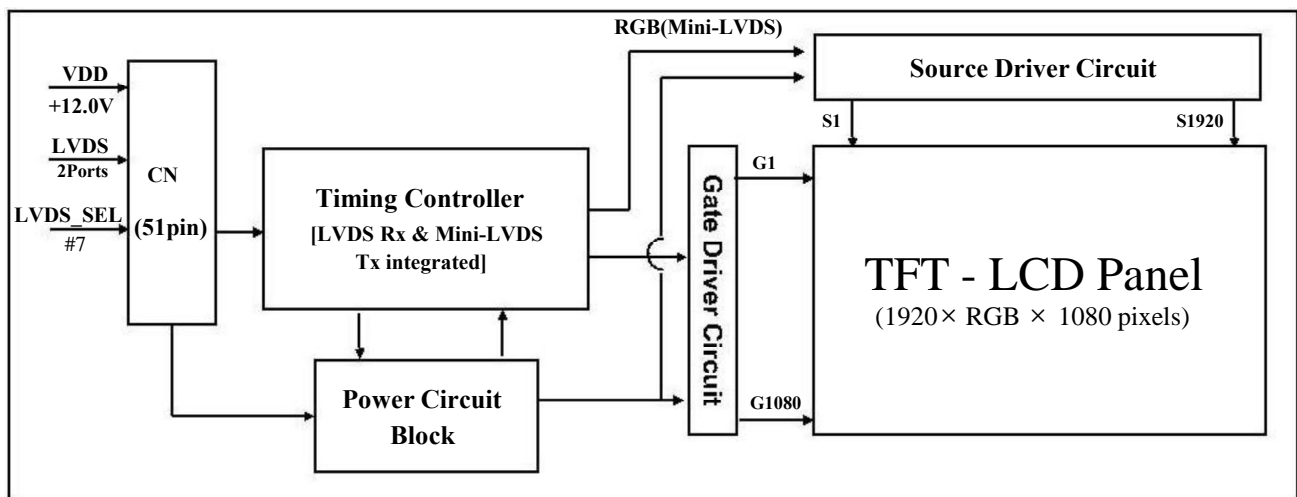 RGB(Mini-LVDS)
VDD
+12.0V
LVDS
2Ports
LVDS_SEL
#7
CN
(51pin)
Timing Controller
[LVDS Rx & Mini-LVDS
Tx integrated]
Power Circuit
Block
Gate Driver Circuit
G1
G1080
Source Driver Circuit
S1
S1920
TFT - LCD Panel
(1920× RGB × 1080 pixels)